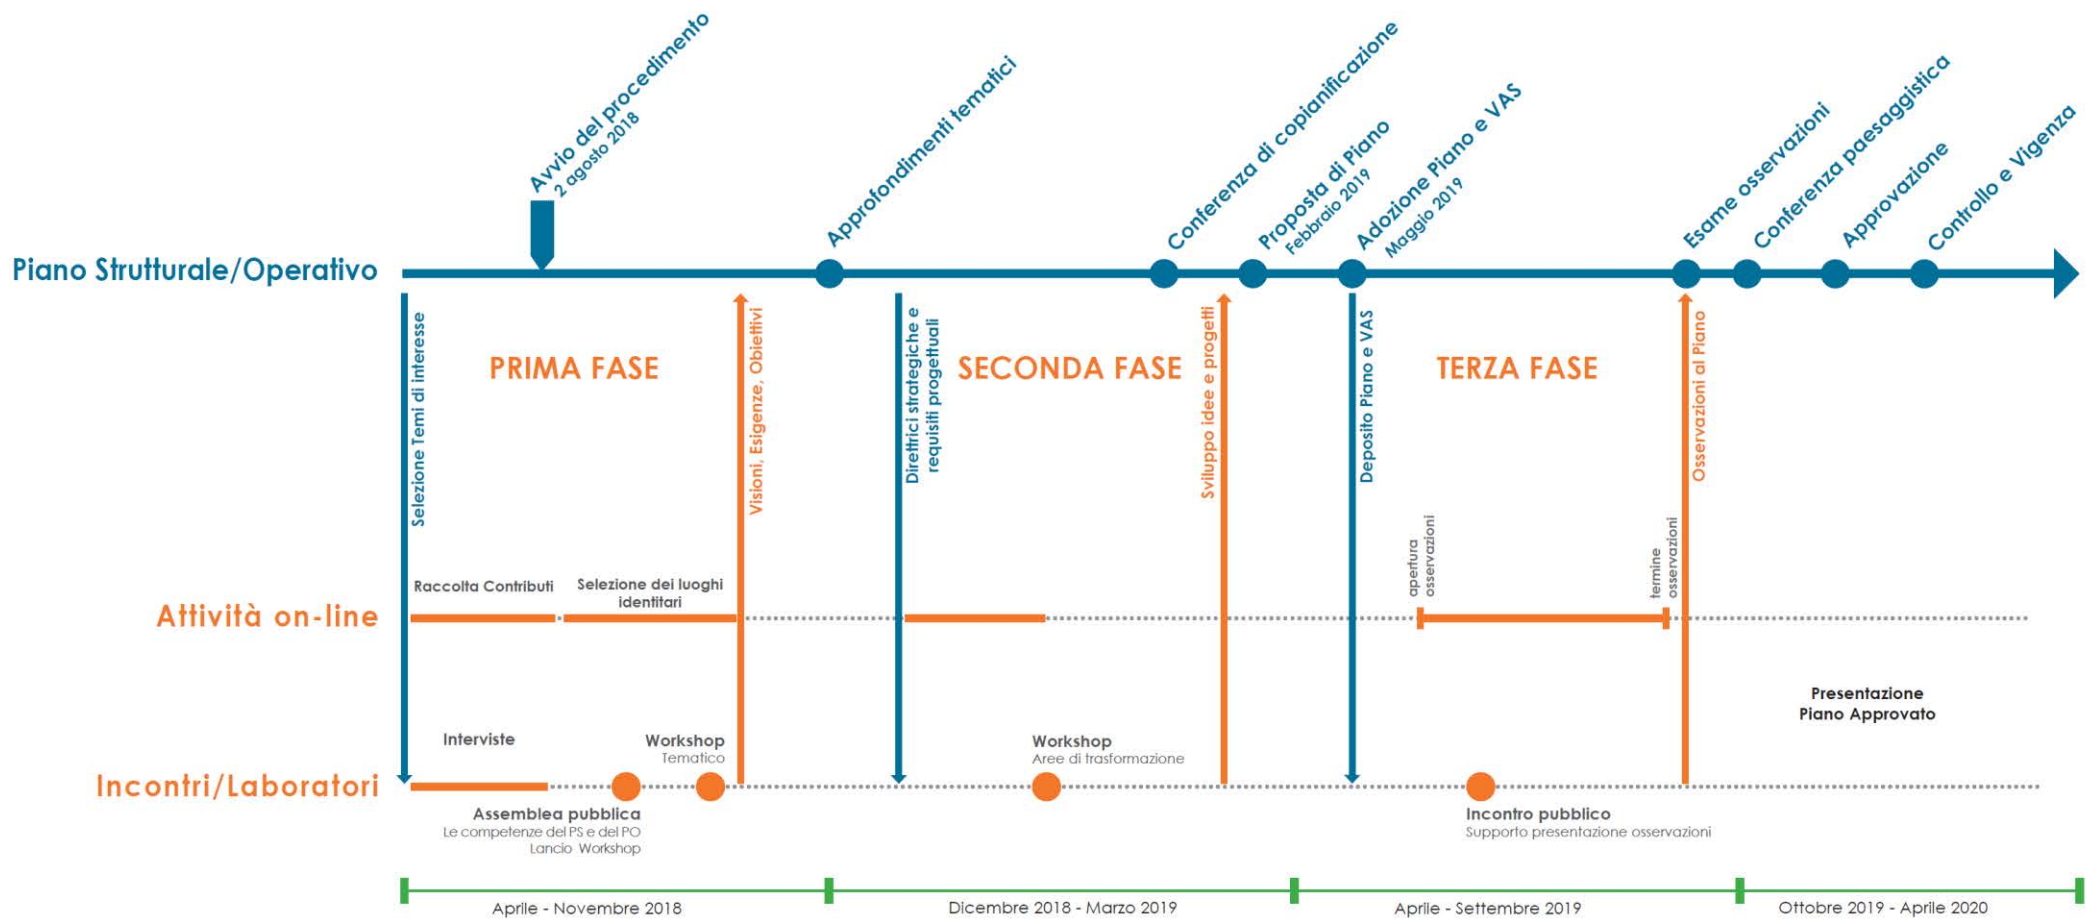 Avvio del procedimento
2 agosto 2018
Approfondimenti tematici
Conferenza di copianificazione
Proposta di Piano
Febbraio 2019
Adozione Piano e VAS
Maggio 2019
Esame osservazioni
Conferenza paesaggistica
Approvazione
Controllo e Vigenza
Piano Strutturale/Operativo
Selezione Temi di interesse
PRIMA FASE
Visioni, Esigenze, Obiettivi
Direttrici strategiche e
requisiti progettuali
SECONDA FASE
Sviluppo idee e progetti
Deposito Piano e VAS
TERZA FASE
Osservazioni al Piano
apertura
osservazioni
termine
osservazioni
Raccolta Contributi
Selezione dei luoghi
identitari
Attività on-line
Presentazione
Piano Approvato
Interviste
Workshop
Tematico
Workshop
Aree di trasformazione
Incontri/Laboratori
Assemblea pubblica
Le competenze del PS e del PO
Lancio Workshop
Incontro pubblico
Supporto presentazione osservazioni
Aprile - Novembre 2018
Dicembre 2018 - Marzo 2019
Aprile - Settembre 2019
Ottobre 2019 - Aprile 2020